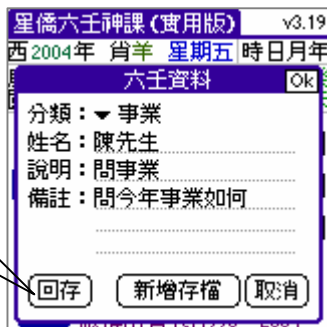 星僑六壬神課(實用版) v3.19
西2004年 肖羊 星期五 時日月年
六壬資料 Ok
分類：事業
姓名：陳先生
說明：問事業
備註：問今年事業如何
回存 新增存檔 取消